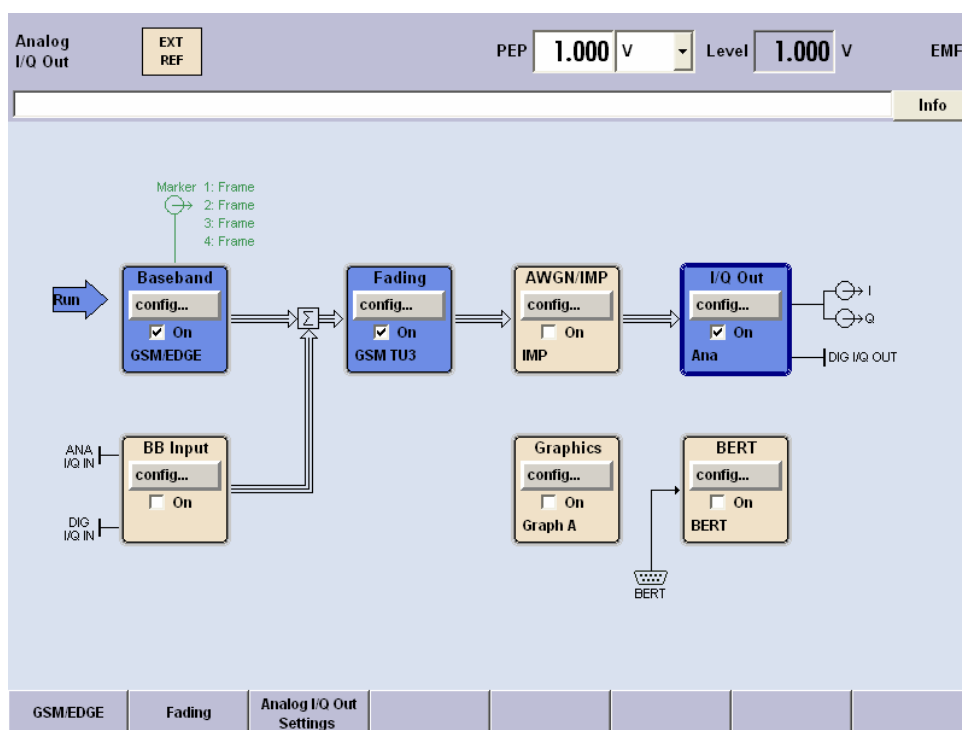 Analog
I/Q Out
EXT
REF
PEP 1.000 V Level 1.000 V EMF
Info
Marker 1: Frame
2: Frame
3: Frame
4: Frame
Run
Baseband
config...
On
GSM/EDGE
Fading
config...
On
GSM TU3
AWGN/IMP
config...
On
IMP
I/Q Out
config...
On
Ana
I
Q
DIG I/Q OUT
ANA
I/Q IN
DIG
I/Q IN
BB Input
config...
On
Graphics
config...
On
Graph A
BERT
config...
On
BERT
BERT
GSM/EDGE
Fading
Analog I/Q Out
Settings